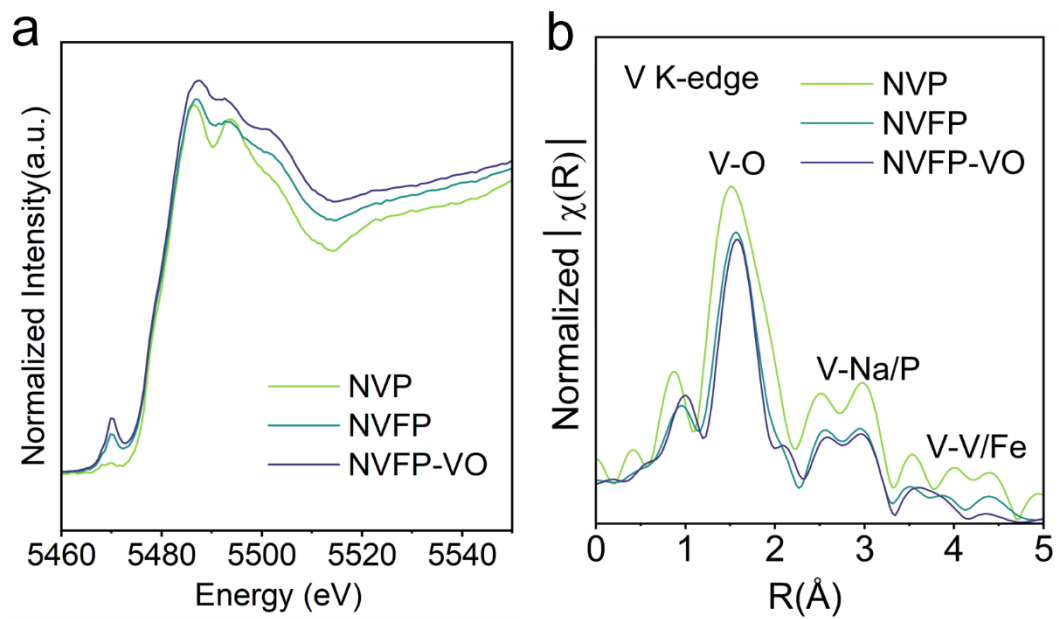 a
Normalized Intensity(a.u.)
NVP
NVFP
NVFP-VO
5460 5480 5500 5520 5540
Energy (eV)
b
Normalized |χ(R)|
V K-edge
NVP
NVFP
NVFP-VO
V-O
V-Na/P
V-V/Fe
0 1 2 3 4 5
R(Å)